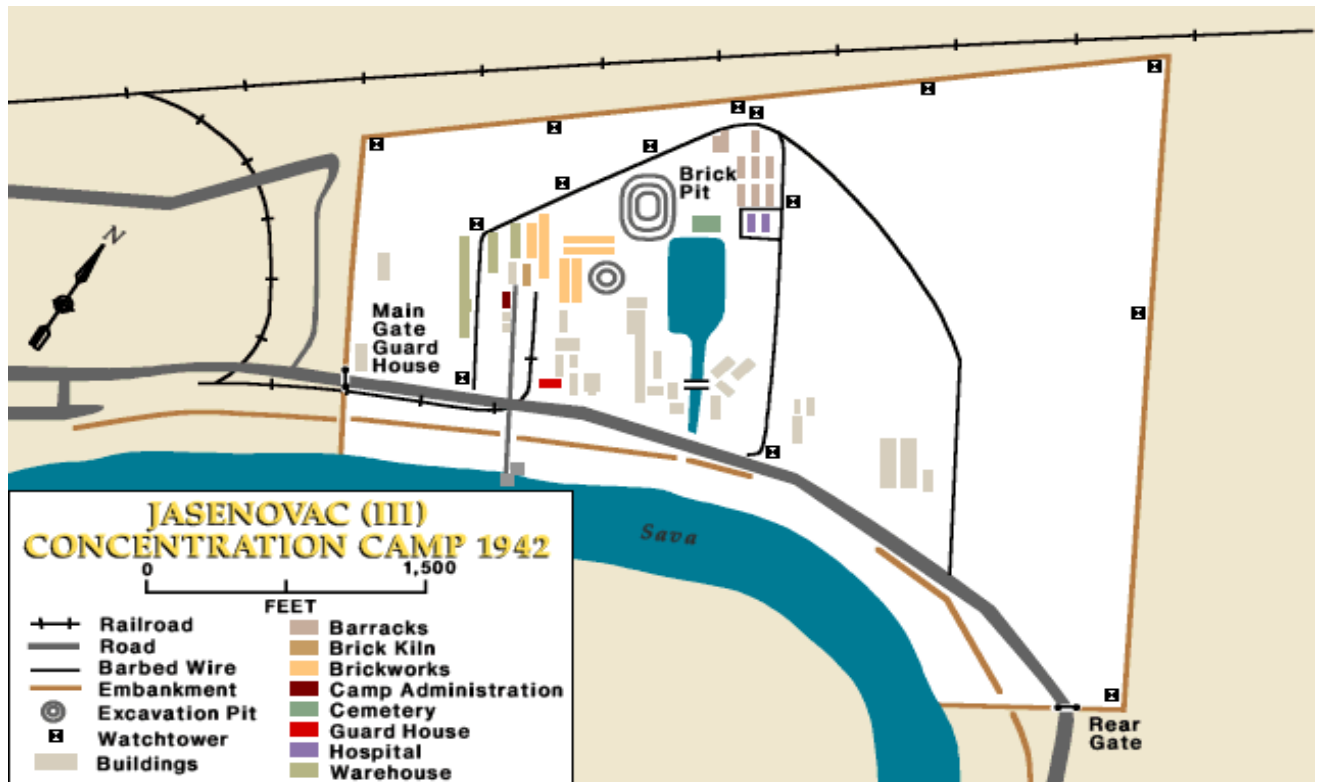 N
Brick
Pit
Main
Gate
Guard
House
Sava
Rear
Gate
JASENOVAC (III)
CONCENTRATION CAMP 1942
0 1,500
FEET
Railroad
Road
Barbed Wire
Embankment
Excavation Pit
Watchtower
Buildings
Barracks
Brick Kiln
Brickworks
Camp Administration
Cemetery
Guard House
Hospital
Warehouse